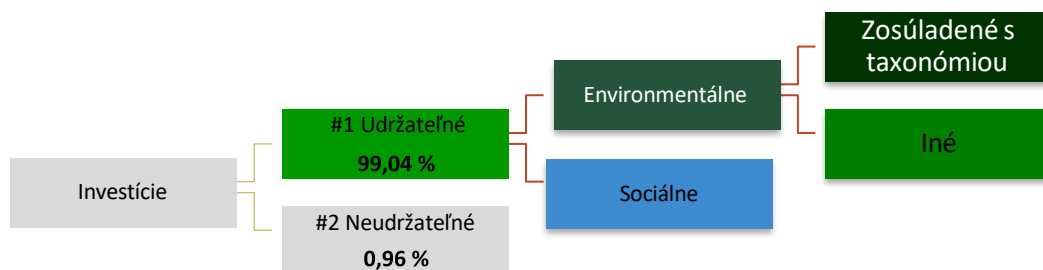 Investície
#1 Udržateľné
99,04 %
#2 Neudržateľné
0,96 %
Environmentálne
Sociálne
Zosúladené s
taxonómiou
Iné